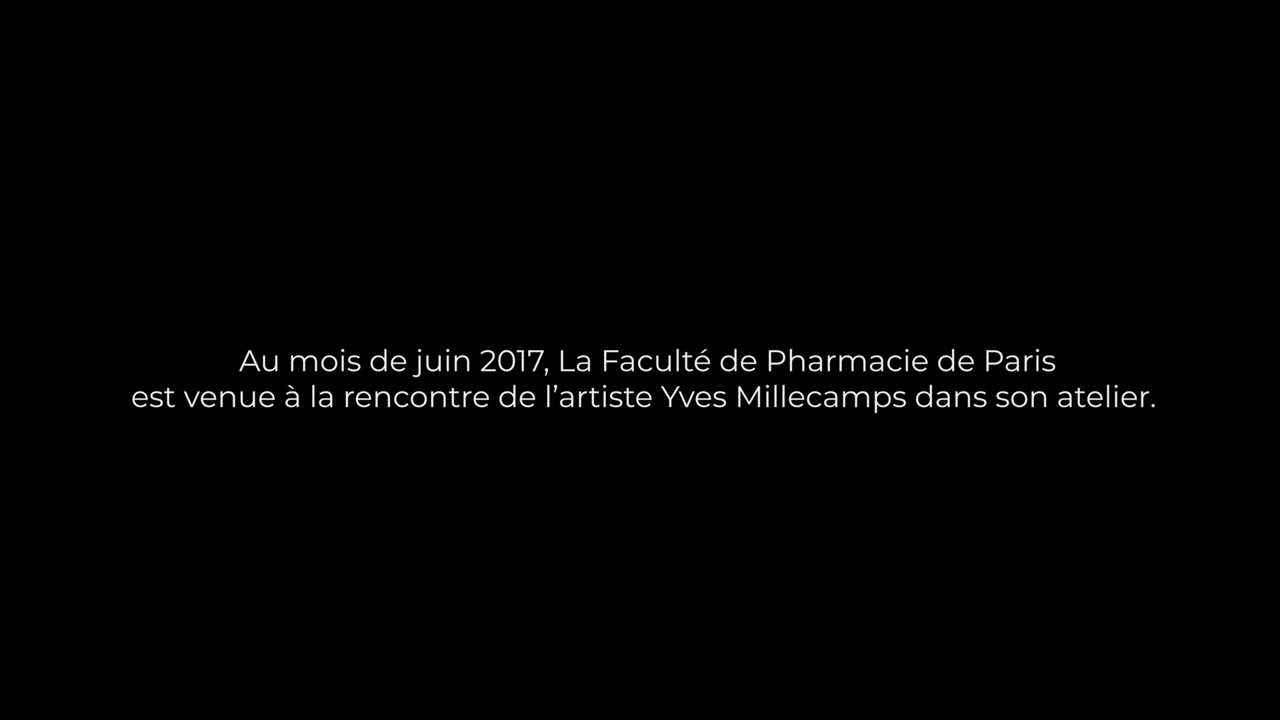 Au mois de juin 2017, La Faculté de Pharmacie de Paris
est venue à la rencontre de l’artiste Yves Millecamps dans son atelier.